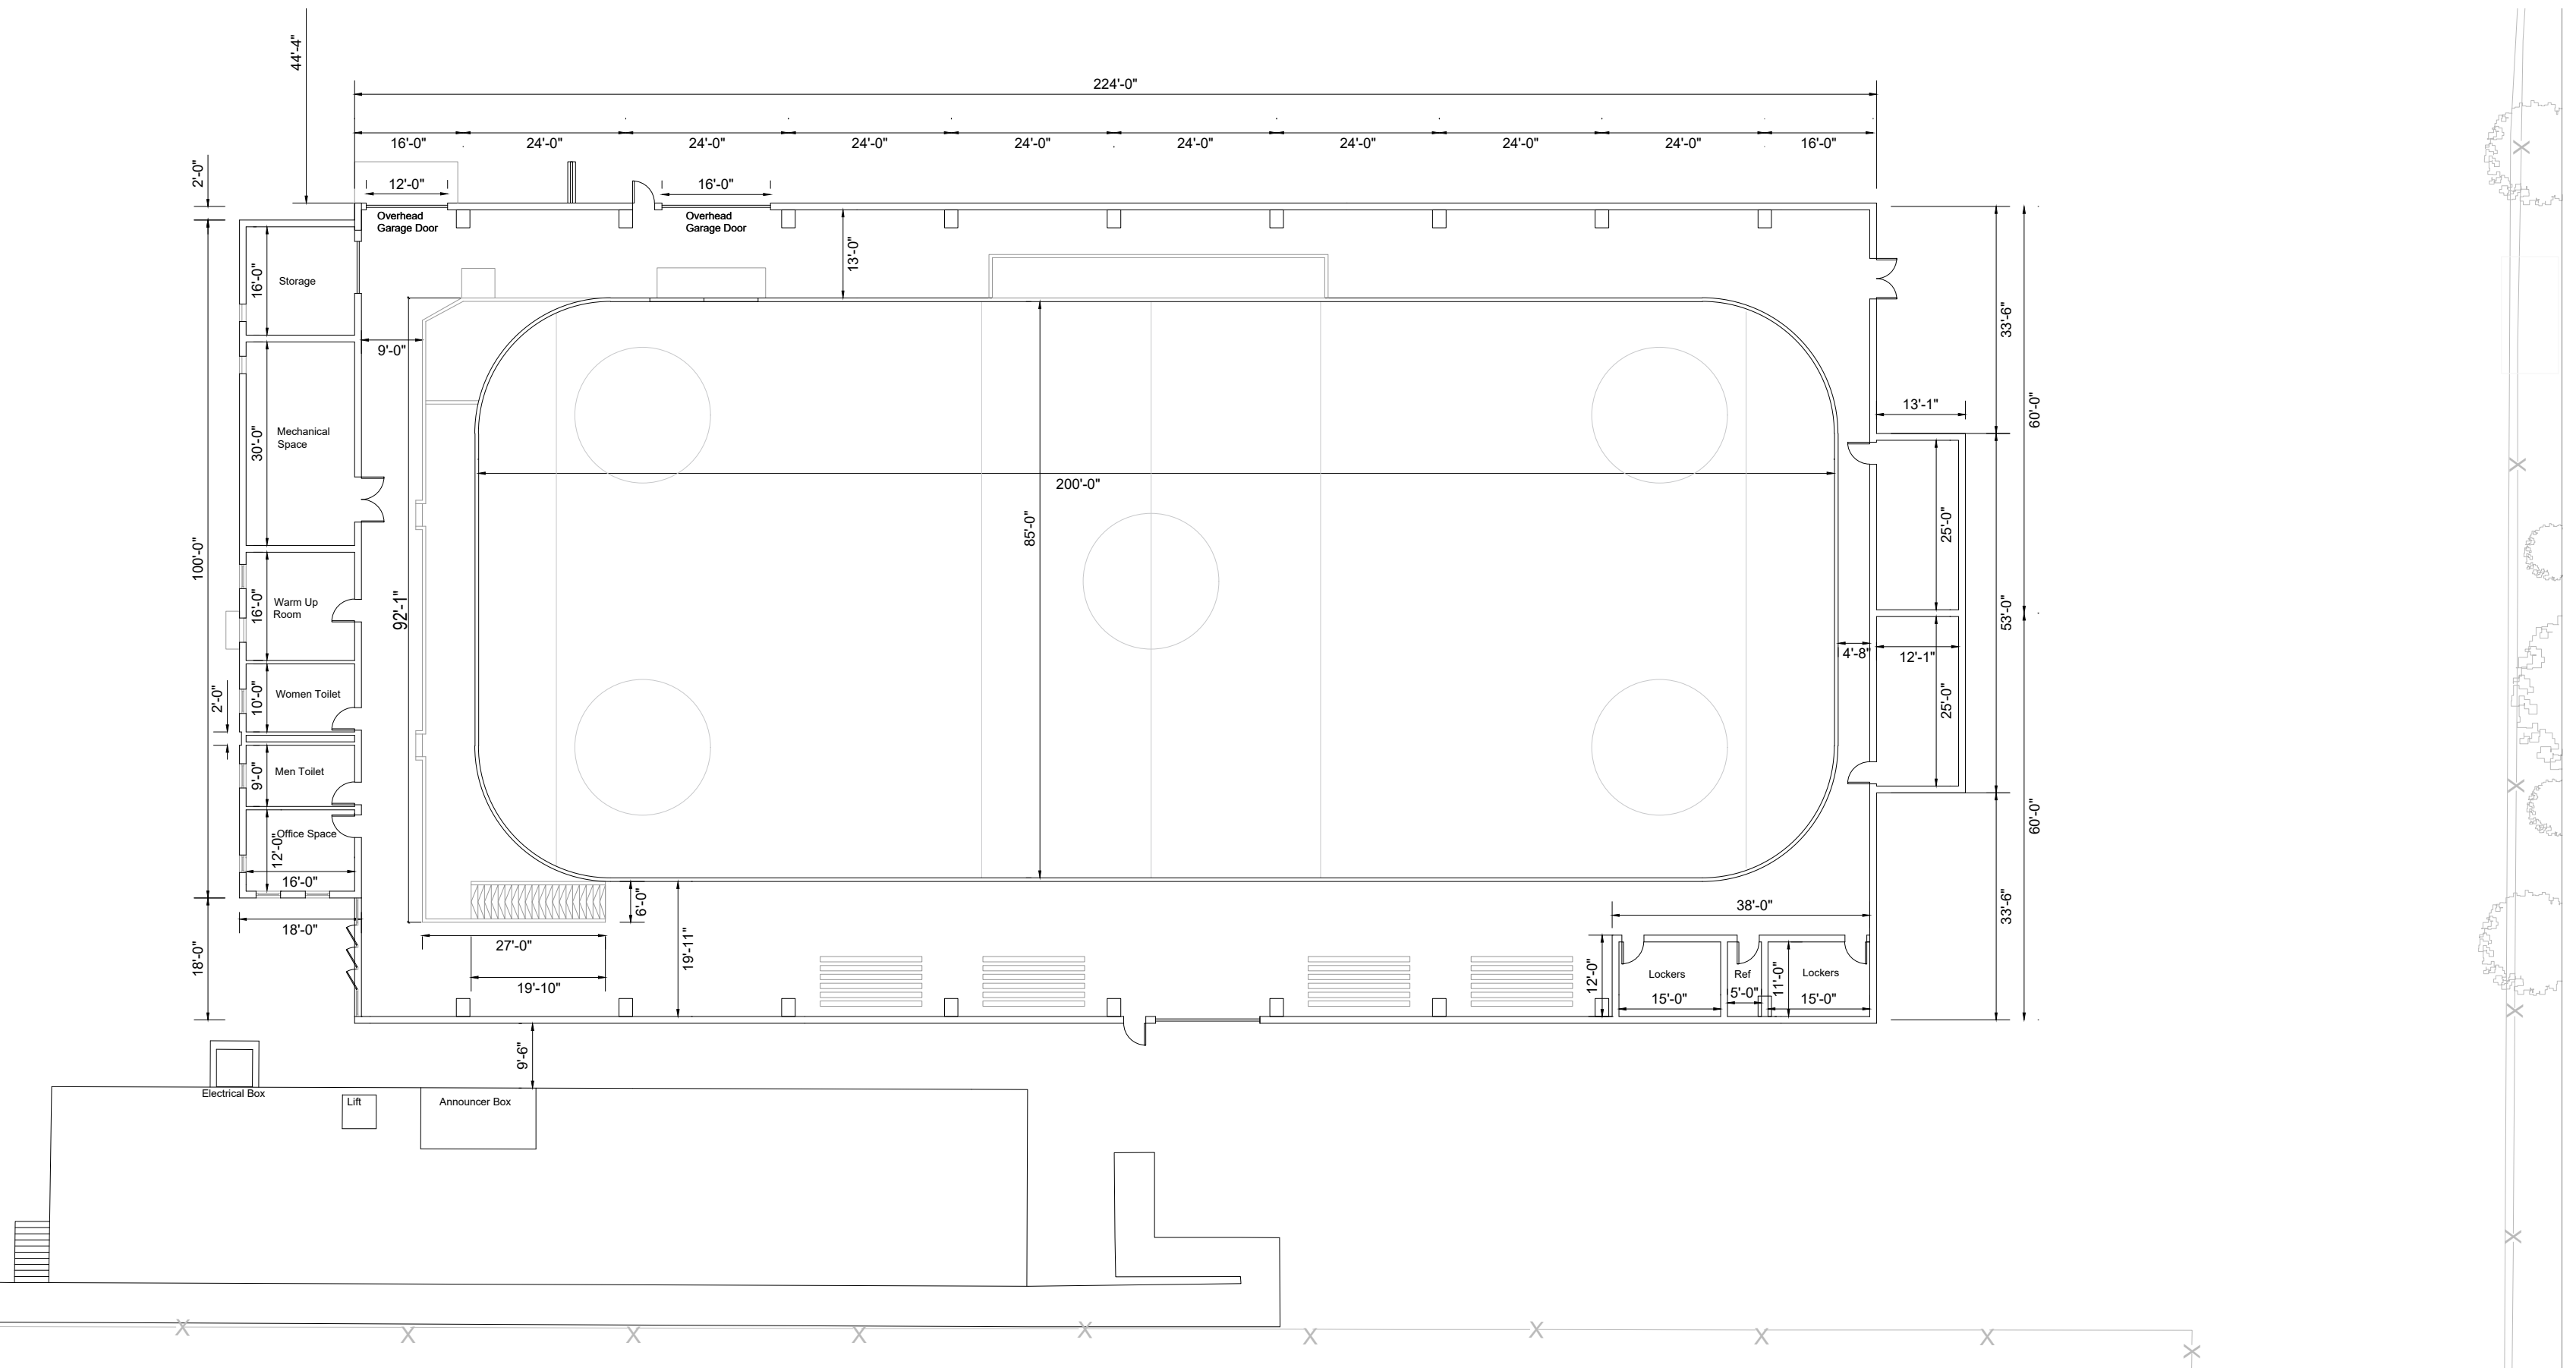 44'-4"
224'-0"
16'-0" 24'-0" 24'-0" 24'-0" 24'-0" 24'-0" 24'-0" 24'-0" 24'-0" 16'-0"
2'-0"
12'-0" 16'-0"
Overhead
Garage Door
Overhead
Garage Door
13'-0"
16'-0"
Storage
33'-6"
9'-0"
13'-1"
60'-0"
30'-0"
Mechanical
Space
200'-0"
85'-0"
25'-0"
100'-0"
92'-1"
16'-0"
Warm Up
Room
53'-0"
4'-8"
12'-1"
2'-0"
10'-0"
Women Toilet
25'-0"
9'-0"
Men Toilet
60'-0"
12'-0"
Office Space
16'-0"
6'-0"
38'-0"
33'-6"
18'-0"
27'-0"
19'-11"
18'-0"
12'-0"
Lockers
Ref
11'-0"
Lockers
19'-10"
15'-0"
5'-0"
15'-0"
9'-6"
Electrical Box
Lift
Announcer Box